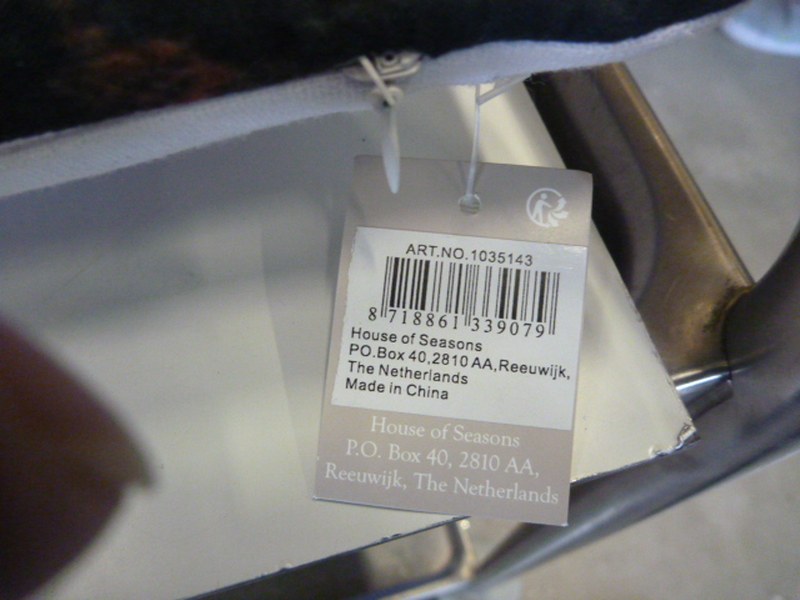 ART.NO.1035143
8 718861 339079
House of Seasons
PO.Box 40,2810 AA,Reeuwijk,
The Netherlands
Made in China
House of Seasons
P.O. Box 40, 2810 AA,
Reeuwijk, The Netherlands